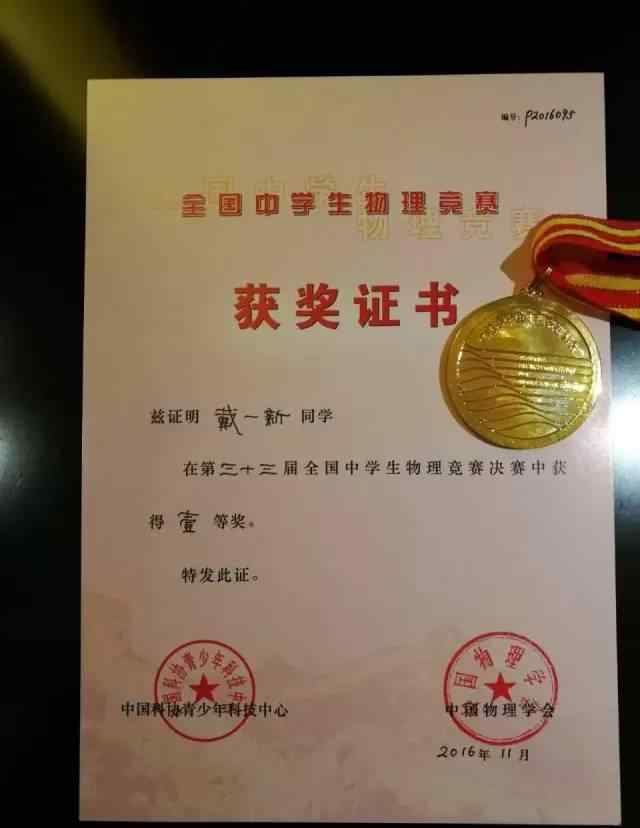 编号：P2016095
全国中学生物理竞赛
获奖证书
兹证明 戴一新 同学
在第三十三届全国中学生物理竞赛决赛中获
得 壹 等奖。
特发此证。
中国科协青少年科技中心
中国物理学会
2016年11月